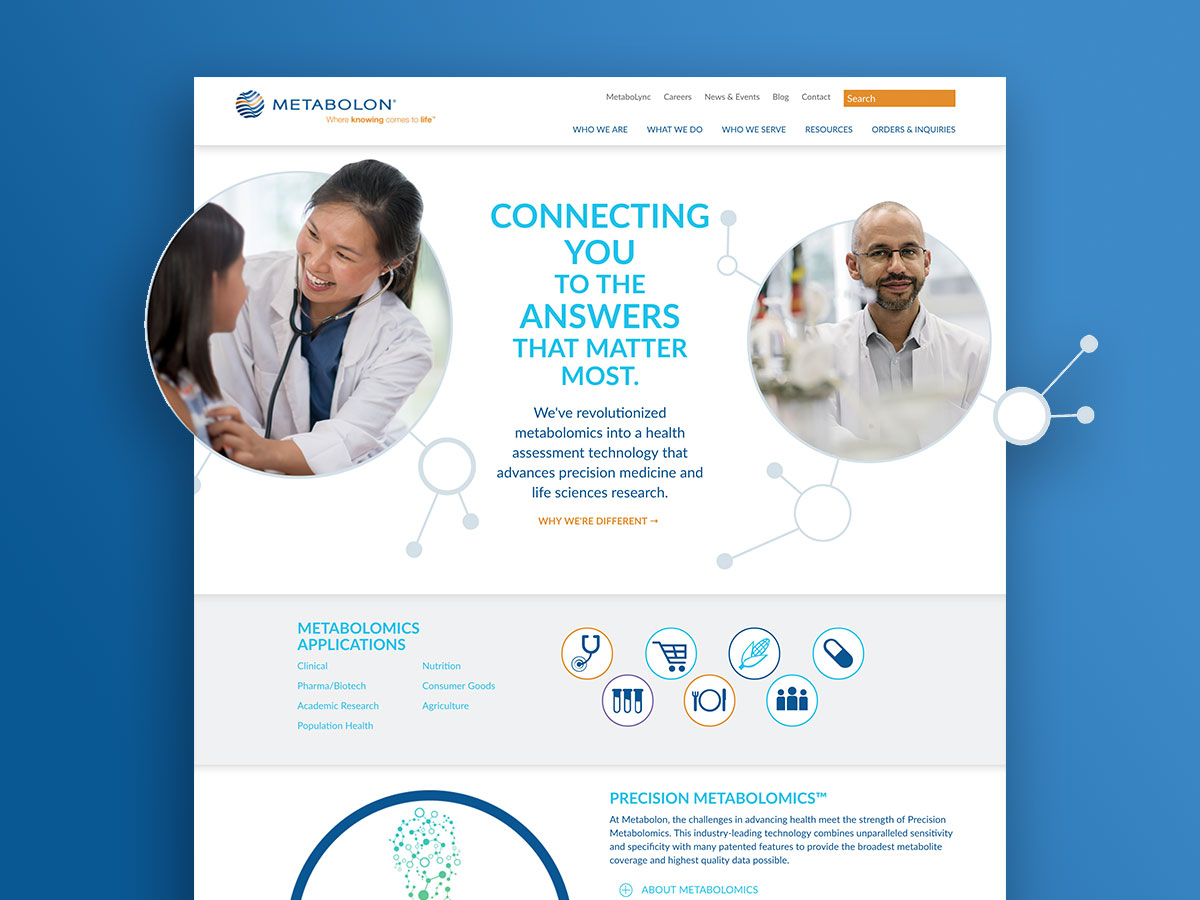 METABOLON®
Where knowing comes to life™
MetaboLync Careers News & Events Blog Contact Search
WHO WE ARE WHAT WE DO WHO WE SERVE RESOURCES ORDERS & INQUIRIES
CONNECTING
YOU
TO THE
ANSWERS
THAT MATTER
MOST.
We've revolutionized
metabolomics into a health
assessment technology that
advances precision medicine and
life sciences research.
WHY WE'RE DIFFERENT →
METABOLOMICS
APPLICATIONS
Clinical
Pharma/Biotech
Academic Research
Population Health
Nutrition
Consumer Goods
Agriculture
PRECISION METABOLOMICS™
At Metabolon, the challenges in advancing health meet the strength of Precision
Metabolomics. This industry-leading technology combines unparalleled sensitivity
and specificity with many patented features to provide the broadest metabolite
coverage and highest quality data possible.
ABOUT METABOLOMICS